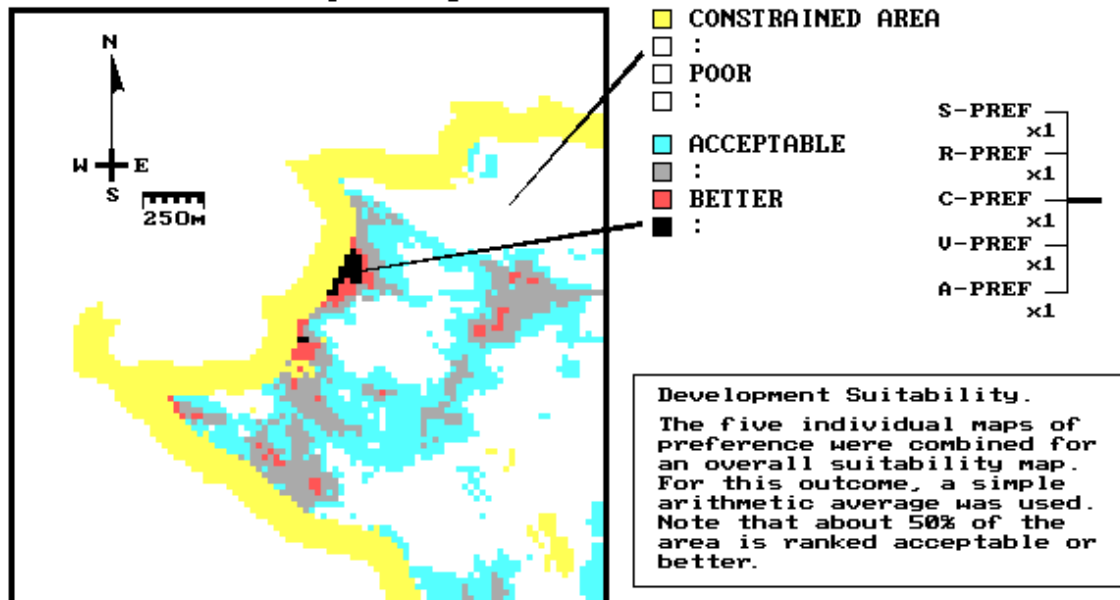 N
W E
S
250M
CONSTRAINED AREA
:
POOR
:
ACCEPTABLE
:
BETTER
:
S-PREF
x1
R-PREF
x1
C-PREF
x1
V-PREF
x1
A-PREF
x1
Development Suitability.
The five individual maps of
preference were combined for
an overall suitability map.
For this outcome, a simple
arithmetic average was used.
Note that about 50% of the
area is ranked acceptable or
better.